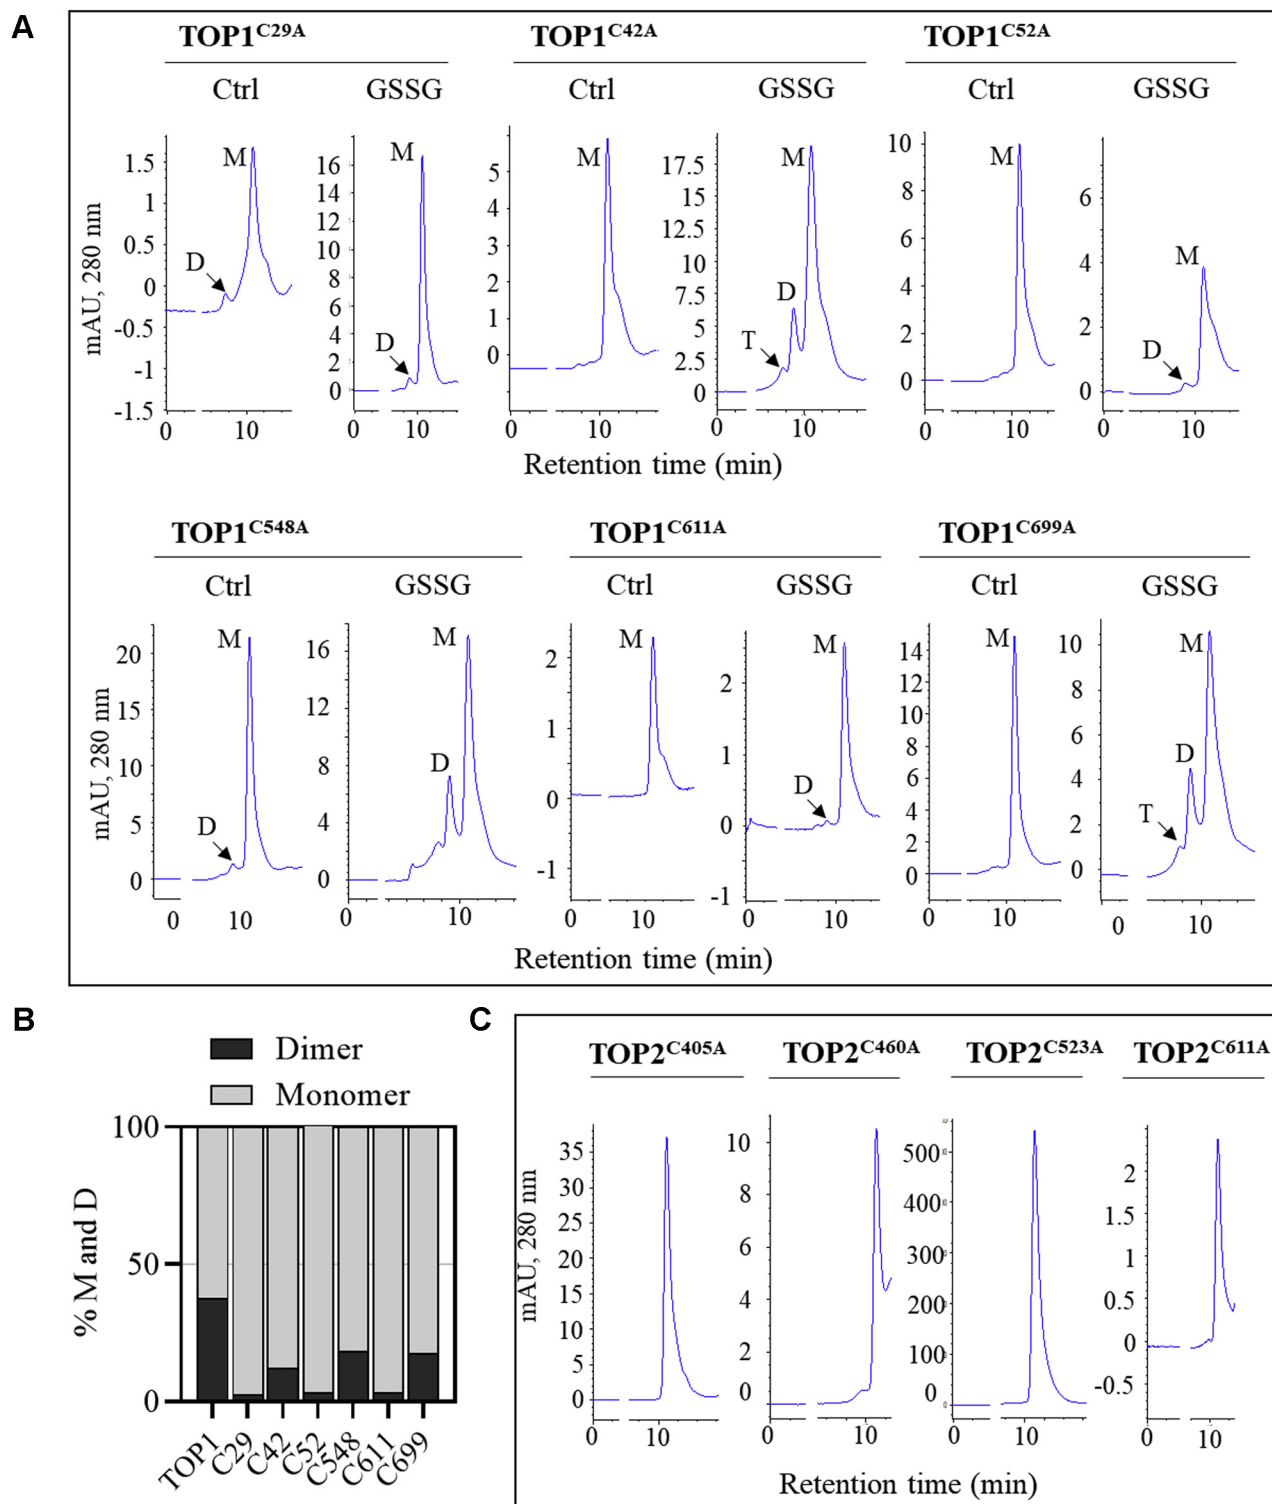 A
TOP1C29A TOP1C42A TOP1C52A
Ctrl GSSG Ctrl GSSG Ctrl GSSG
mAU, 280 nm
1.5 1 0.5 0 -0.5 -1 -1.5
M D
0 10
16 14 12 10 8 6 4 2 0
M D
0 10
5 4 3 2 1 0
M
0 10
17.5 15 12.5 10 7.5 5 2.5 0
M D T
0 10
10 8 6 4 2 0
M
0 10
6 4 2 0
M D
0 10
Retention time (min)
TOP1C548A TOP1C611A TOP1C699A
Ctrl GSSG Ctrl GSSG Ctrl GSSG
mAU, 280 nm
20 15 10 5 0
M D
0 10
16 12 8 4 0
M D
0 10
2 1 0 -1
M
0 10
2 1 0 -1
M D
0 10
14 12 10 8 6 4 2 0
M
0 10
10 8 6 4 2 0
M D T
0 10
Retention time (min)
B
Dimer
Monomer
% M and D
100
50
0
TOP1 C29 C42 C52 C548 C611 C699
C
TOP2C405A TOP2C460A TOP2C523A TOP2C611A
mAU, 280 nm
35 30 25 20 15 10 5 0
0 10
10 8 6 4 2 0
0 10
500 400 300 200 100 0
0 10
2 1.5 1 0.5 0 -0.5
0 10
Retention time (min)